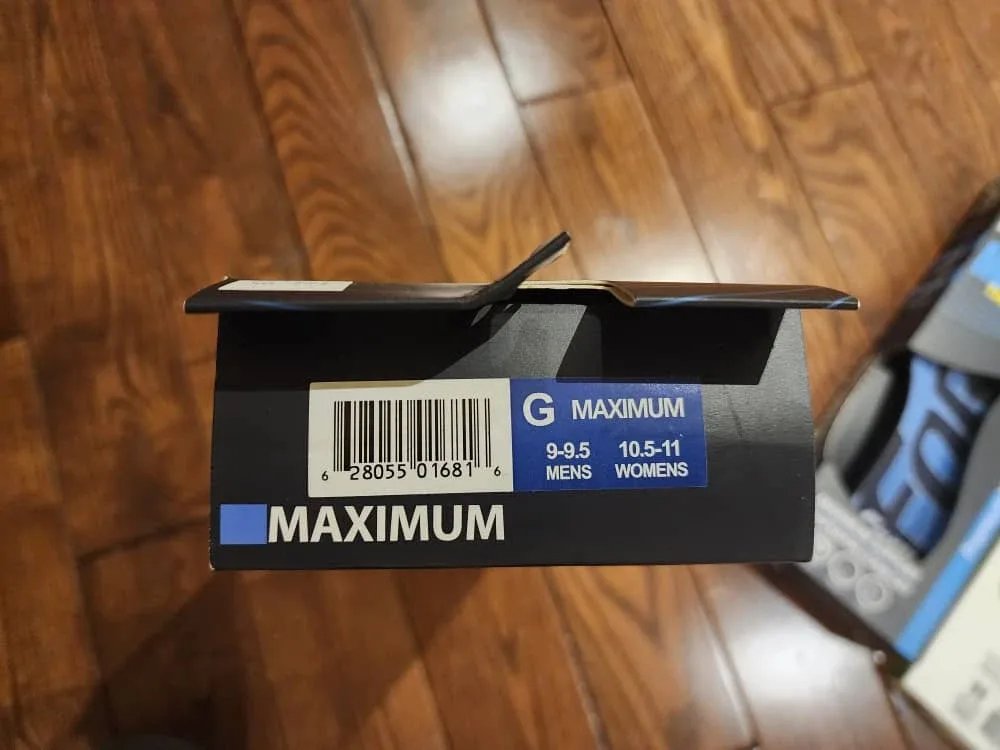 G MAXIMUM
9-9.5 10.5-11
MENS WOMENS
6 28055 01681 6
MAXIMUM